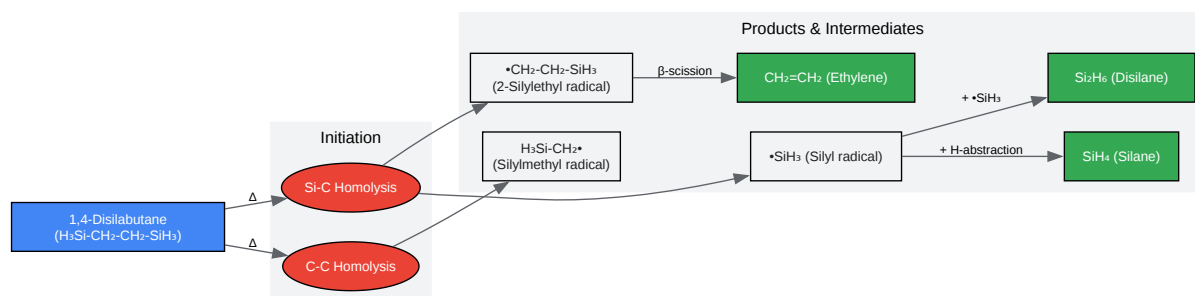 Products & Intermediates
•CH₂-CH₂-SiH₃
(2-Silylethyl radical)
β-scission
CH₂=CH₂ (Ethylene)
Si₂H₆ (Disilane)
+ •SiH₃
Initiation
H₃Si-CH₂•
(Silylmethyl radical)
•SiH₃ (Silyl radical)
+ H-abstraction
SiH₄ (Silane)
Si-C Homolysis
Δ
1,4-Disilabutane
(H₃Si-CH₂-CH₂-SiH₃)
Δ
C-C Homolysis